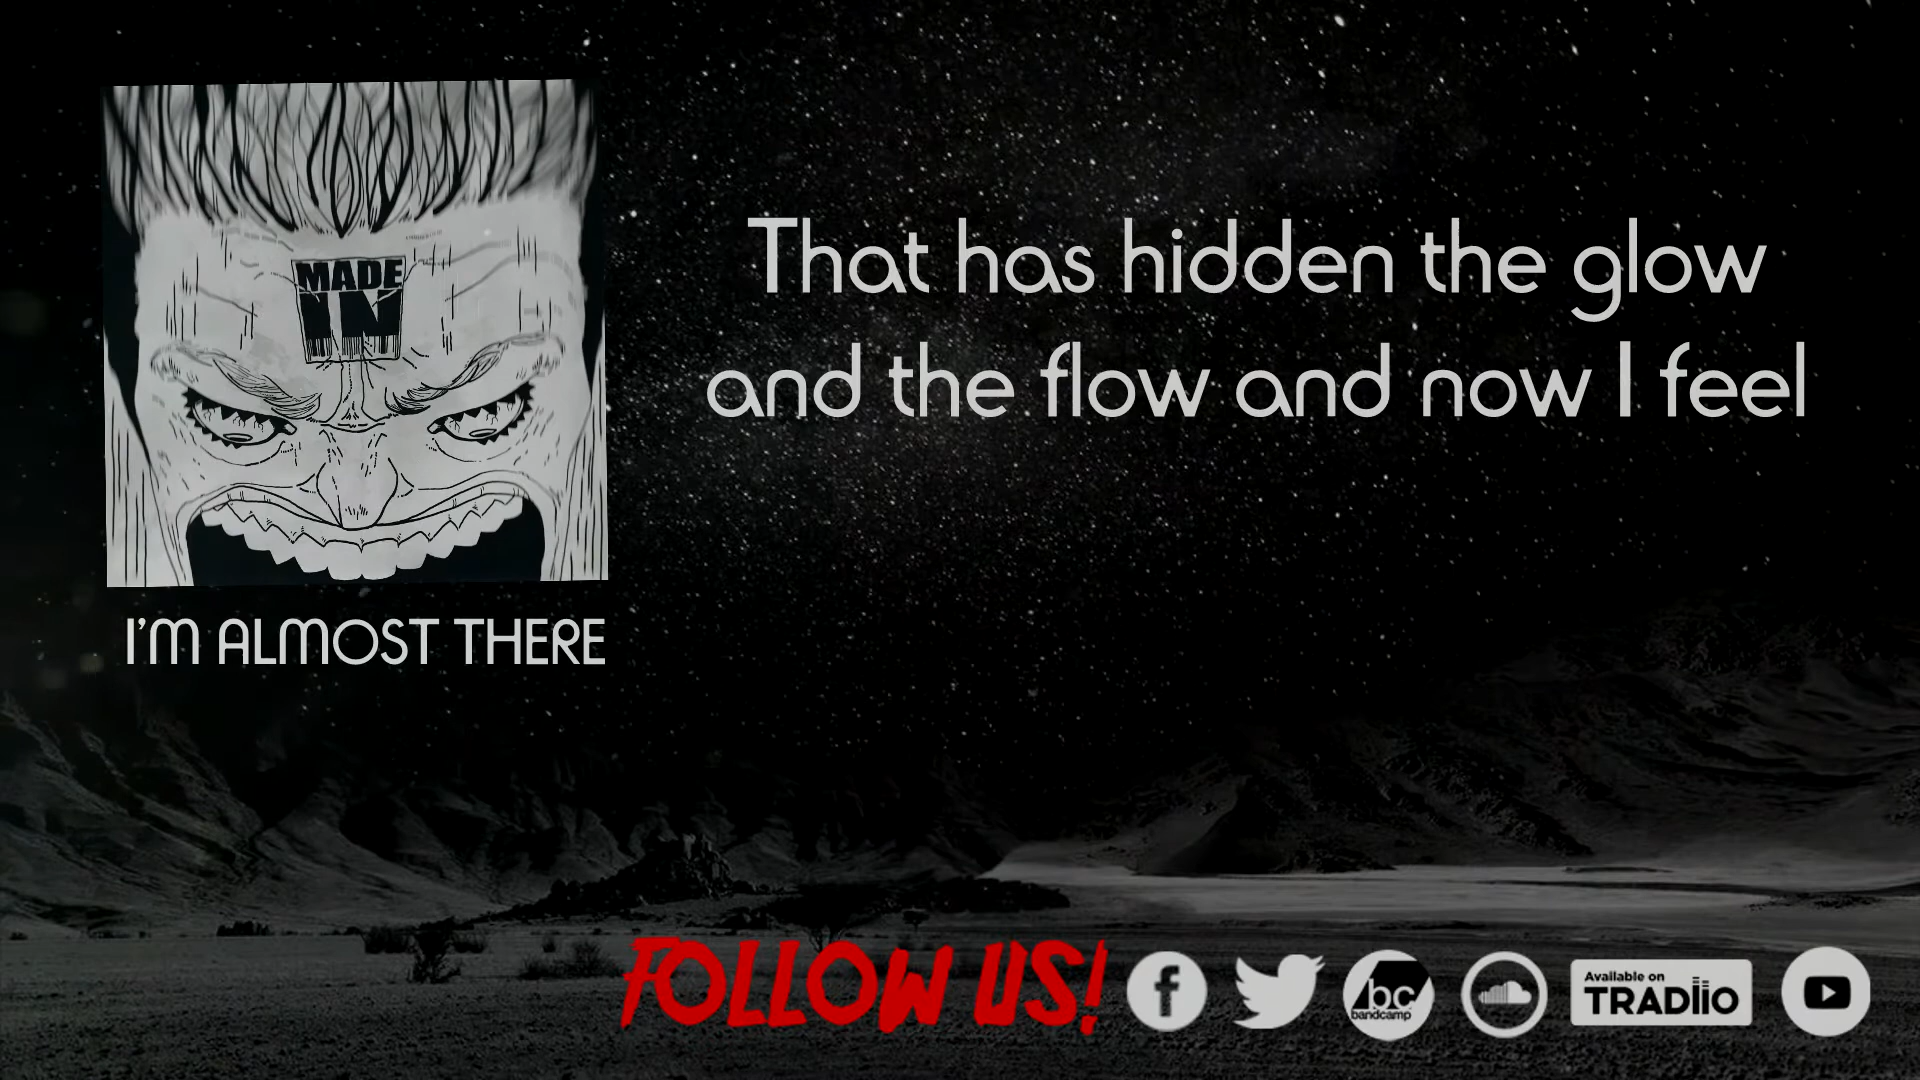 MADE
IN
I'M ALMOST THERE
That has hidden the glow
and the flow and now I feel
FOLLOW US!
f
bc
bandcamp
Available on
TRADIIO